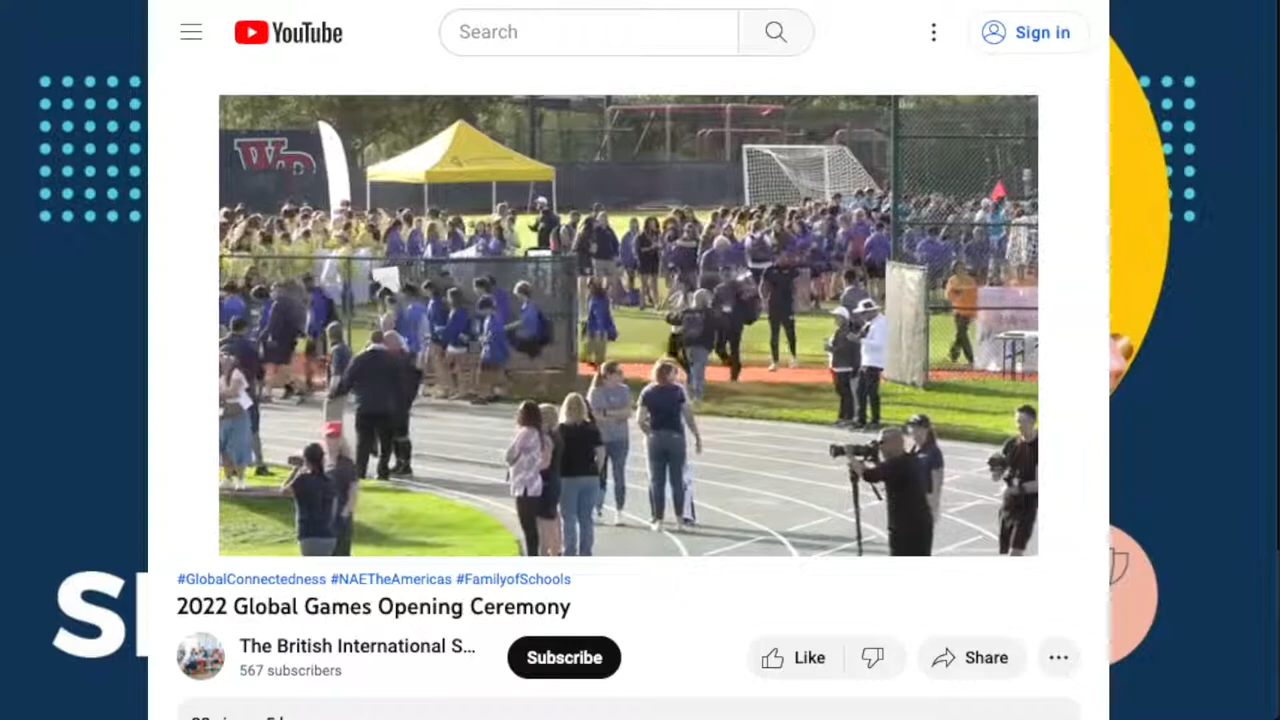 YouTube
Search
Sign in
WP
#GlobalConnectedness #NAETheAmericas #FamilyofSchools
2022 Global Games Opening Ceremony
The British International S...
567 subscribers
Subscribe
Like
Share